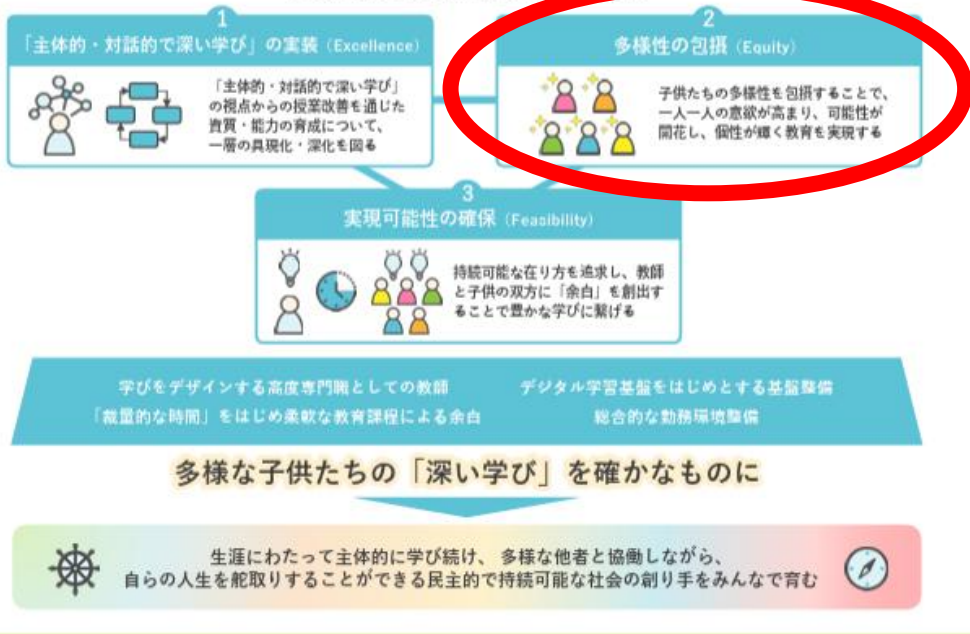 1
「主体的・対話的で深い学び」の実装（Excellence）
「主体的・対話的で深い学び」
の視点からの授業改善を通じた
資質・能力の育成について、
一層の具現化・深化を図る
2
多様性の包摂（Equity）
子供たちの多様性を包摂することで、
一人一人の意欲が高まり、可能性が
開花し、個性が輝く教育を実現する
3
実現可能性の確保（Feasibility）
持続可能な在り方を追求し、教師
と子供の双方に「余白」を創出す
ることで豊かな学びに繋げる
学びをデザインする高度専門職としての教師
デジタル学習基盤をはじめとする基盤整備
「裁量的な時間」をはじめ柔軟な教育課程による余白
総合的な勤務環境整備
多様な子供たちの「深い学び」を確かなものに
生涯にわたって主体的に学び続け、多様な他者と協働しながら、
自らの人生を舵取りすることができる民主的で持続可能な社会の創り手をみんなで育む